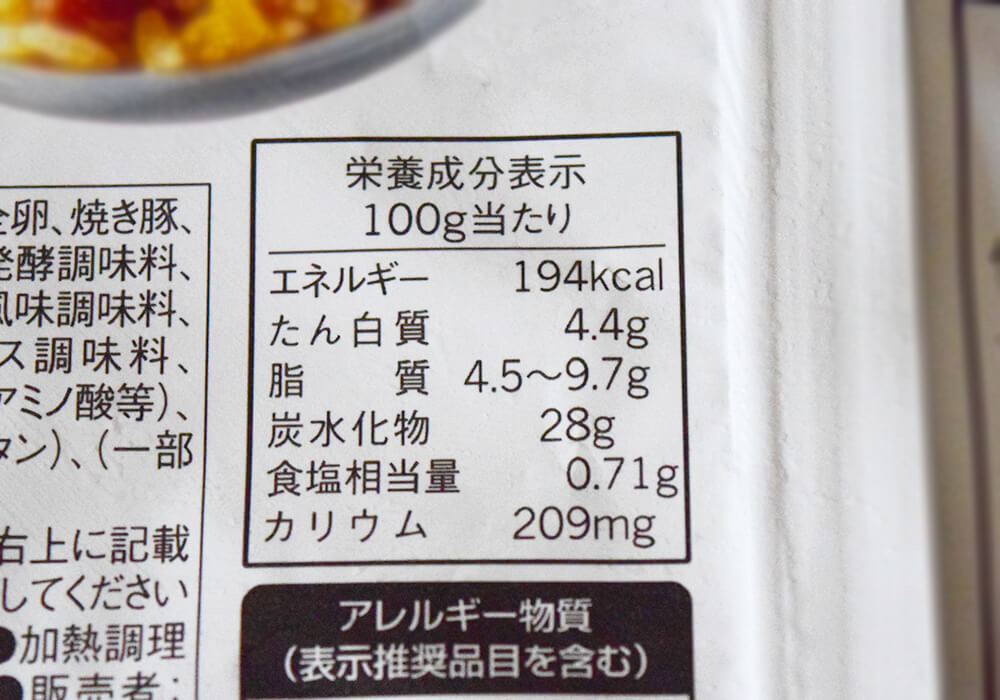 全卵、焼き豚、
発酵調味料、
風味調味料、
ス調味料、
アミノ酸等)、
タン)、(一部
右上に記載
してください
●加熱調理
●販売者:
栄養成分表示
100g当たり
エネルギー 194kcal
たん白質 4.4g
脂質 4.5～9.7g
炭水化物 28g
食塩相当量 0.71g
カリウム 209mg
アレルギー物質
(表示推奨品目を含む)